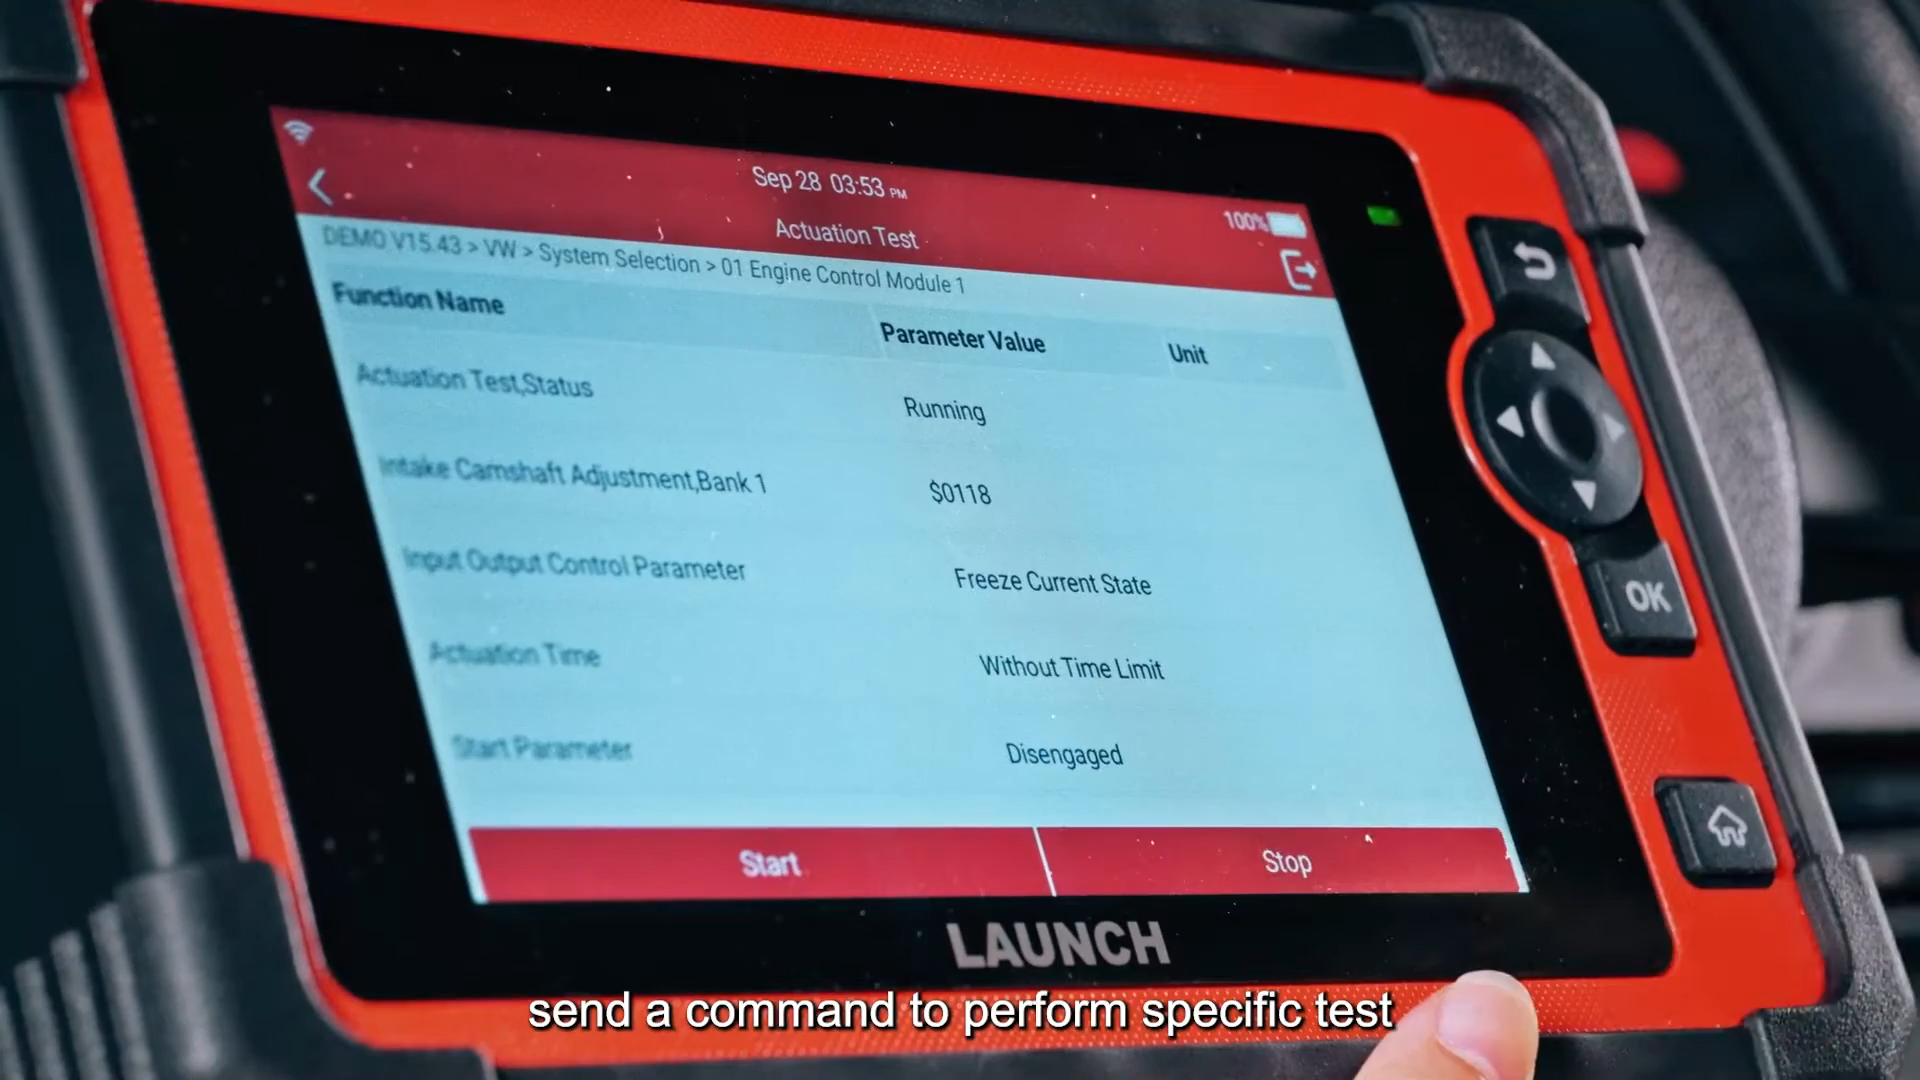 Sep 28 03:53 PM
100%
Actuation Test
DEMO V15.43 > VW > System Selection > 01 Engine Control Module 1
Function Name Parameter Value Unit
Actuation Test,Status Running
Intake Camshaft Adjustment,Bank 1 $0118
Input Output Control Parameter Freeze Current State
Actuation Time Without Time Limit
Start Parameter Disengaged
Start Stop
OK
LAUNCH
send a command to perform specific test